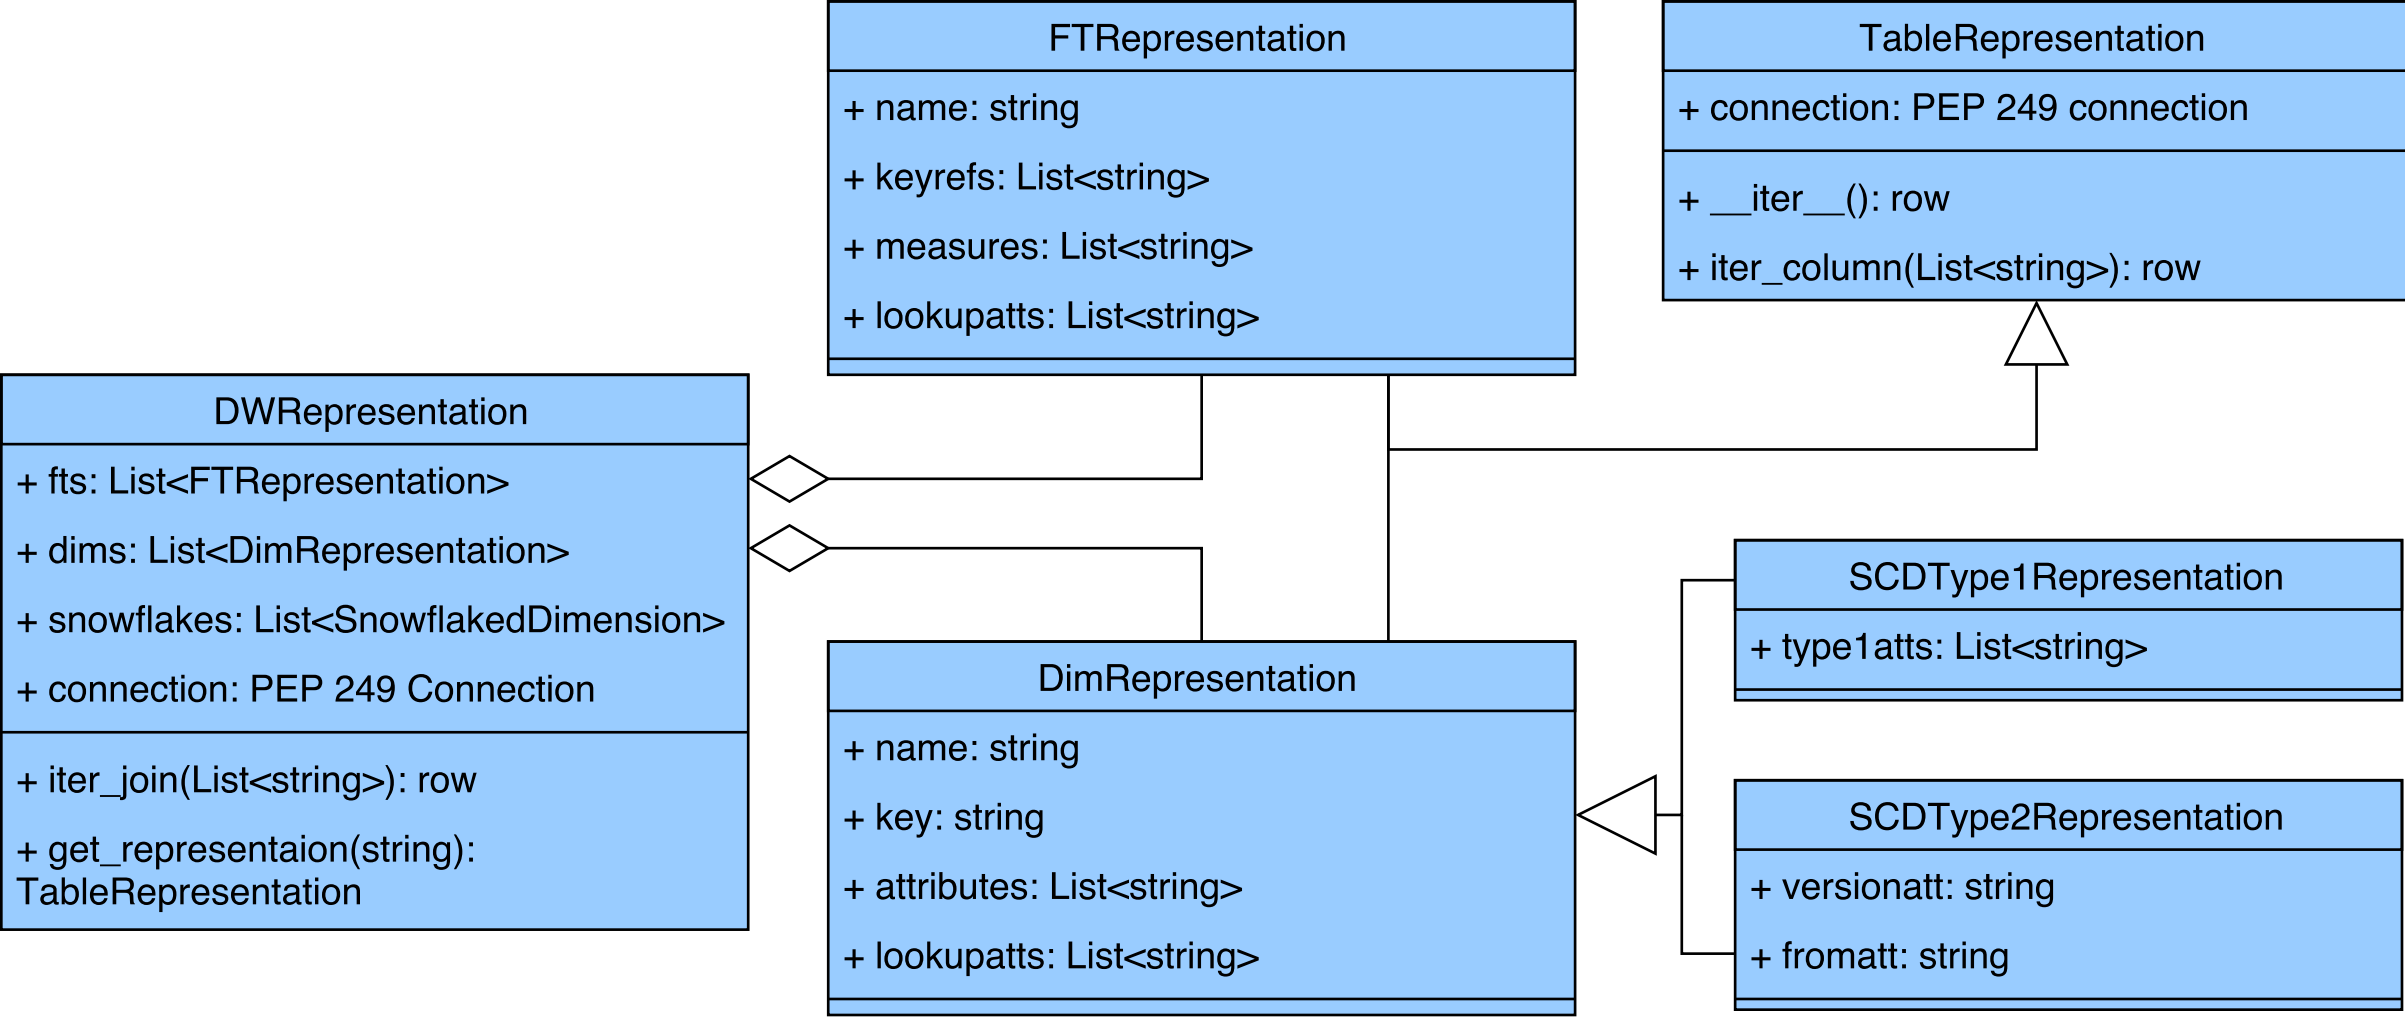 FTRepresentation
+ name: string
+ keyrefs: List<string>
+ measures: List<string>
+ lookupatts: List<string>
TableRepresentation
+ connection: PEP 249 connection
+ __iter__(): row
+ iter_column(List<string>): row
DWRepresentation
+ fts: List<FTRepresentation>
+ dims: List<DimRepresentation>
+ snowflakes: List<SnowflakedDimension>
+ connection: PEP 249 Connection
+ iter_join(List<string>): row
+ get_representaion(string):
TableRepresentation
DimRepresentation
+ name: string
+ key: string
+ attributes: List<string>
+ lookupatts: List<string>
SCDType1Representation
+ type1atts: List<string>
SCDType2Representation
+ versionatt: string
+ fromatt: string